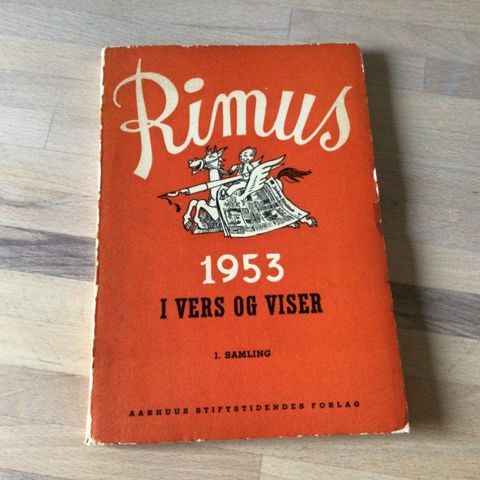 Rimus
1953
I VERS OG VISER
1. SAMLING
AARHUUS STIFTSTIDENDES FORLAG